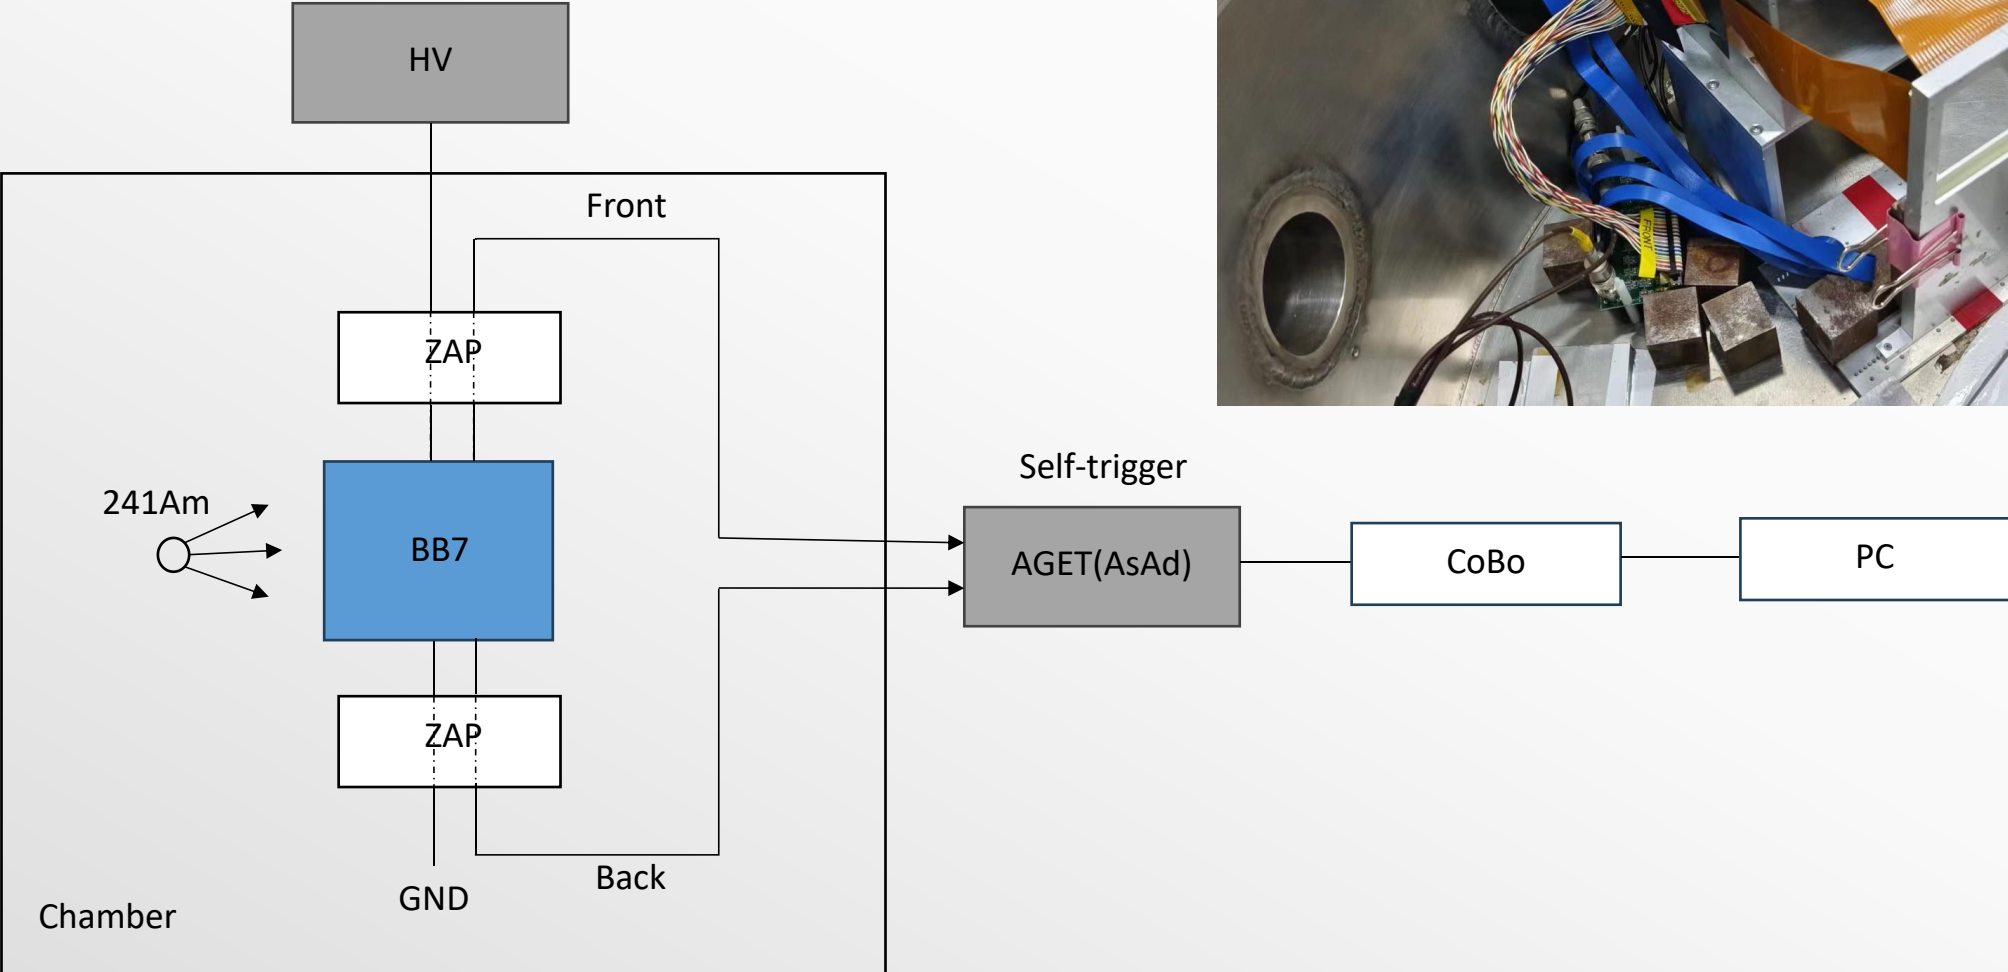 HV
Front
ZAP
FRONT
241Am
BB7
Self-trigger
AGET(AsAd)
CoBo
PC
ZAP
Back
GND
Chamber